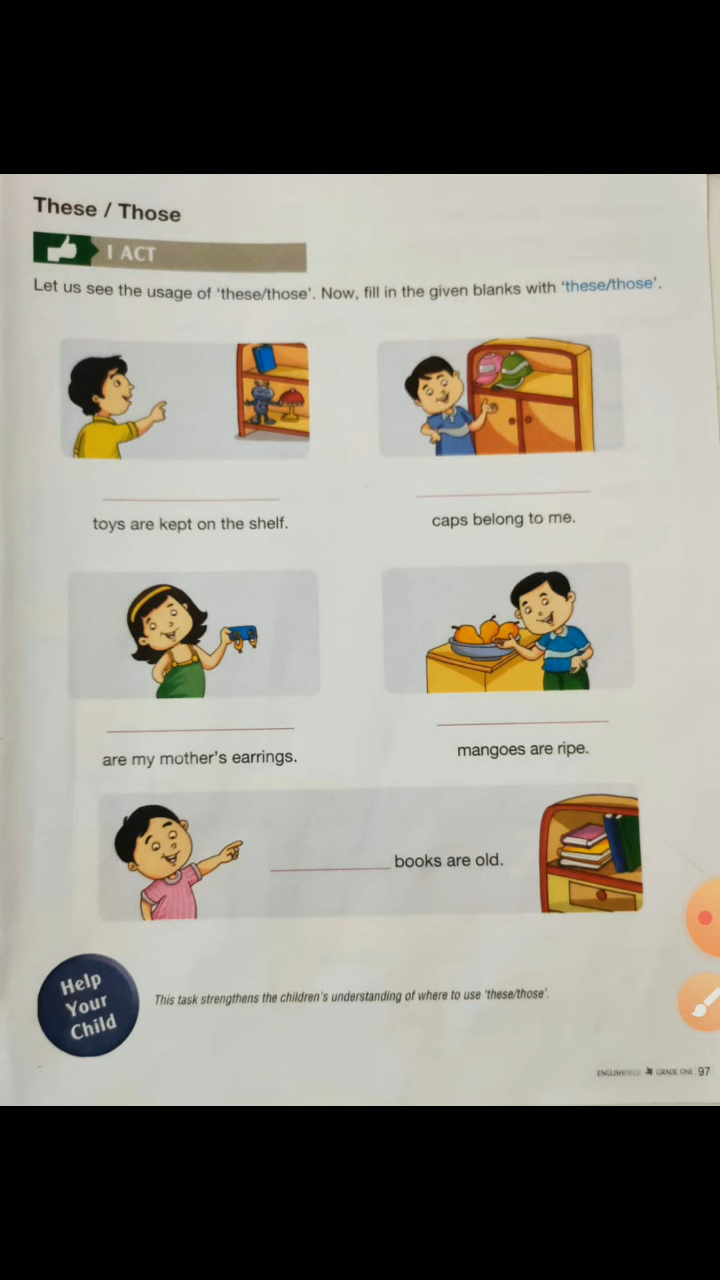 These / Those
I ACT
Let us see the usage of ‘these/those’. Now, fill in the given blanks with ‘these/those’.
toys are kept on the shelf.
caps belong to me.
are my mother’s earrings.
mangoes are ripe.
books are old.
Help
Your
Child
This task strengthens the children’s understanding of where to use ‘these/those’.
ENGLISHFIELD GRADE ONE 97